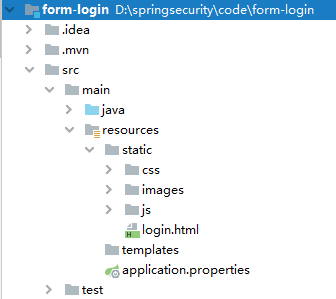 form-login D:\springsecurity\code\form-login
.idea
.mvn
src
main
java
resources
static
css
images
js
login.html
templates
application.properties
test